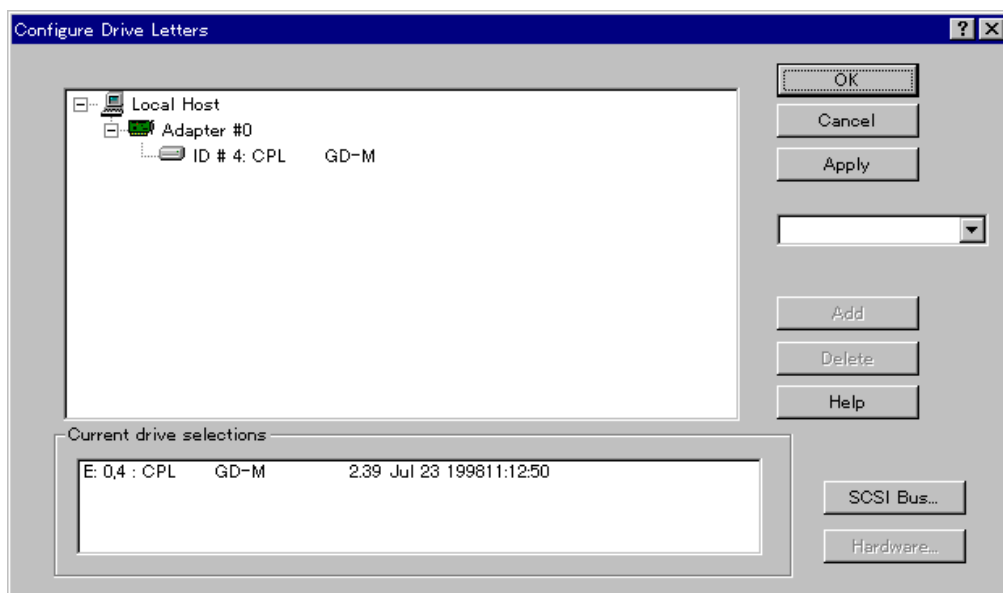 Configure Drive Letters
OK
Local Host
Cancel
Adapter #0
ID # 4: CPL GD-M
Apply
Add
Delete
Help
Current drive selections
E: 0,4 : CPL GD-M 2.39 Jul 23 199811:12:50
SCSI Bus...
Hardware...